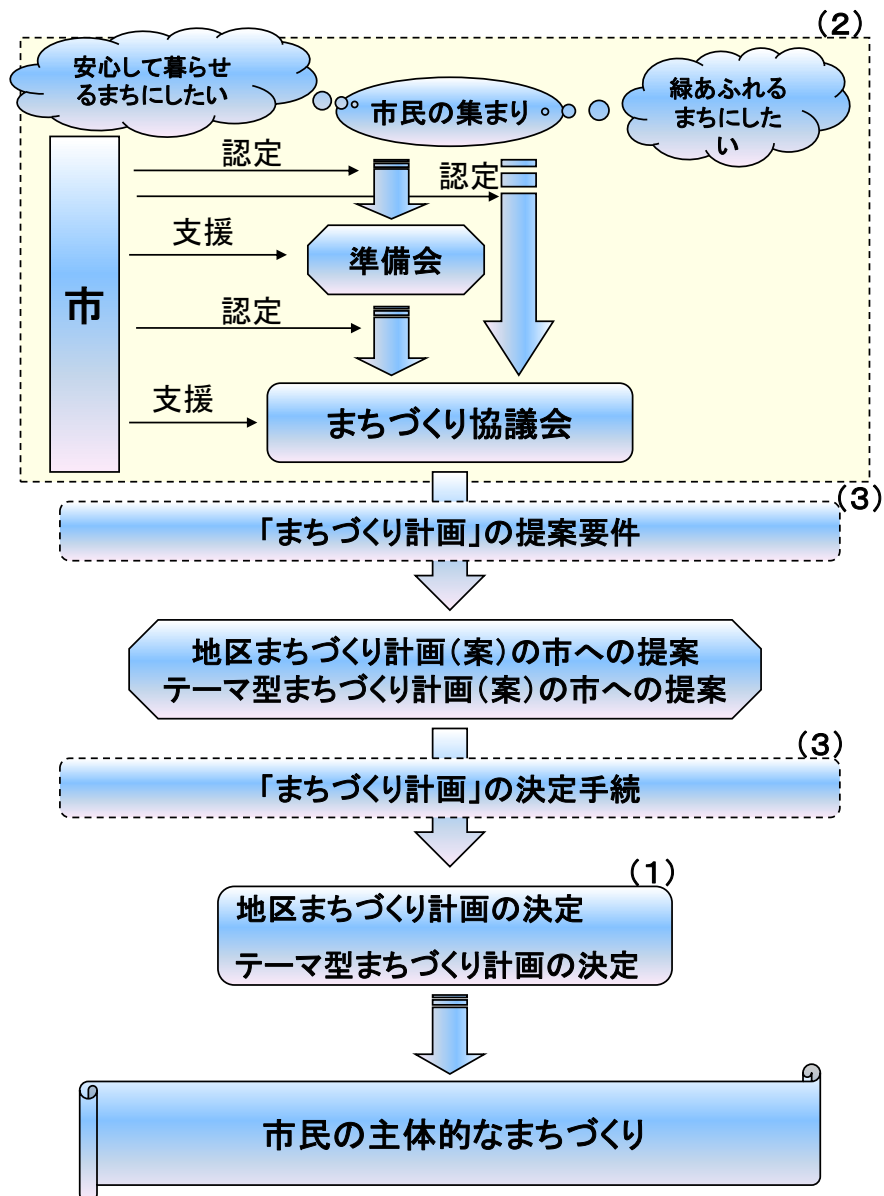 (2)
安心して暮らせ
るまちにしたい
市民の集まり
緑あふれる
まちにした
い
認定
認定
支援
準備会
市
認定
支援
まちづくり協議会
(3)
「まちづくり計画」の提案要件
地区まちづくり計画(案)の市への提案
テーマ型まちづくり計画(案)の市への提案
(3)
「まちづくり計画」の決定手続
(1)
地区まちづくり計画の決定
テーマ型まちづくり計画の決定
市民の主体的なまちづくり